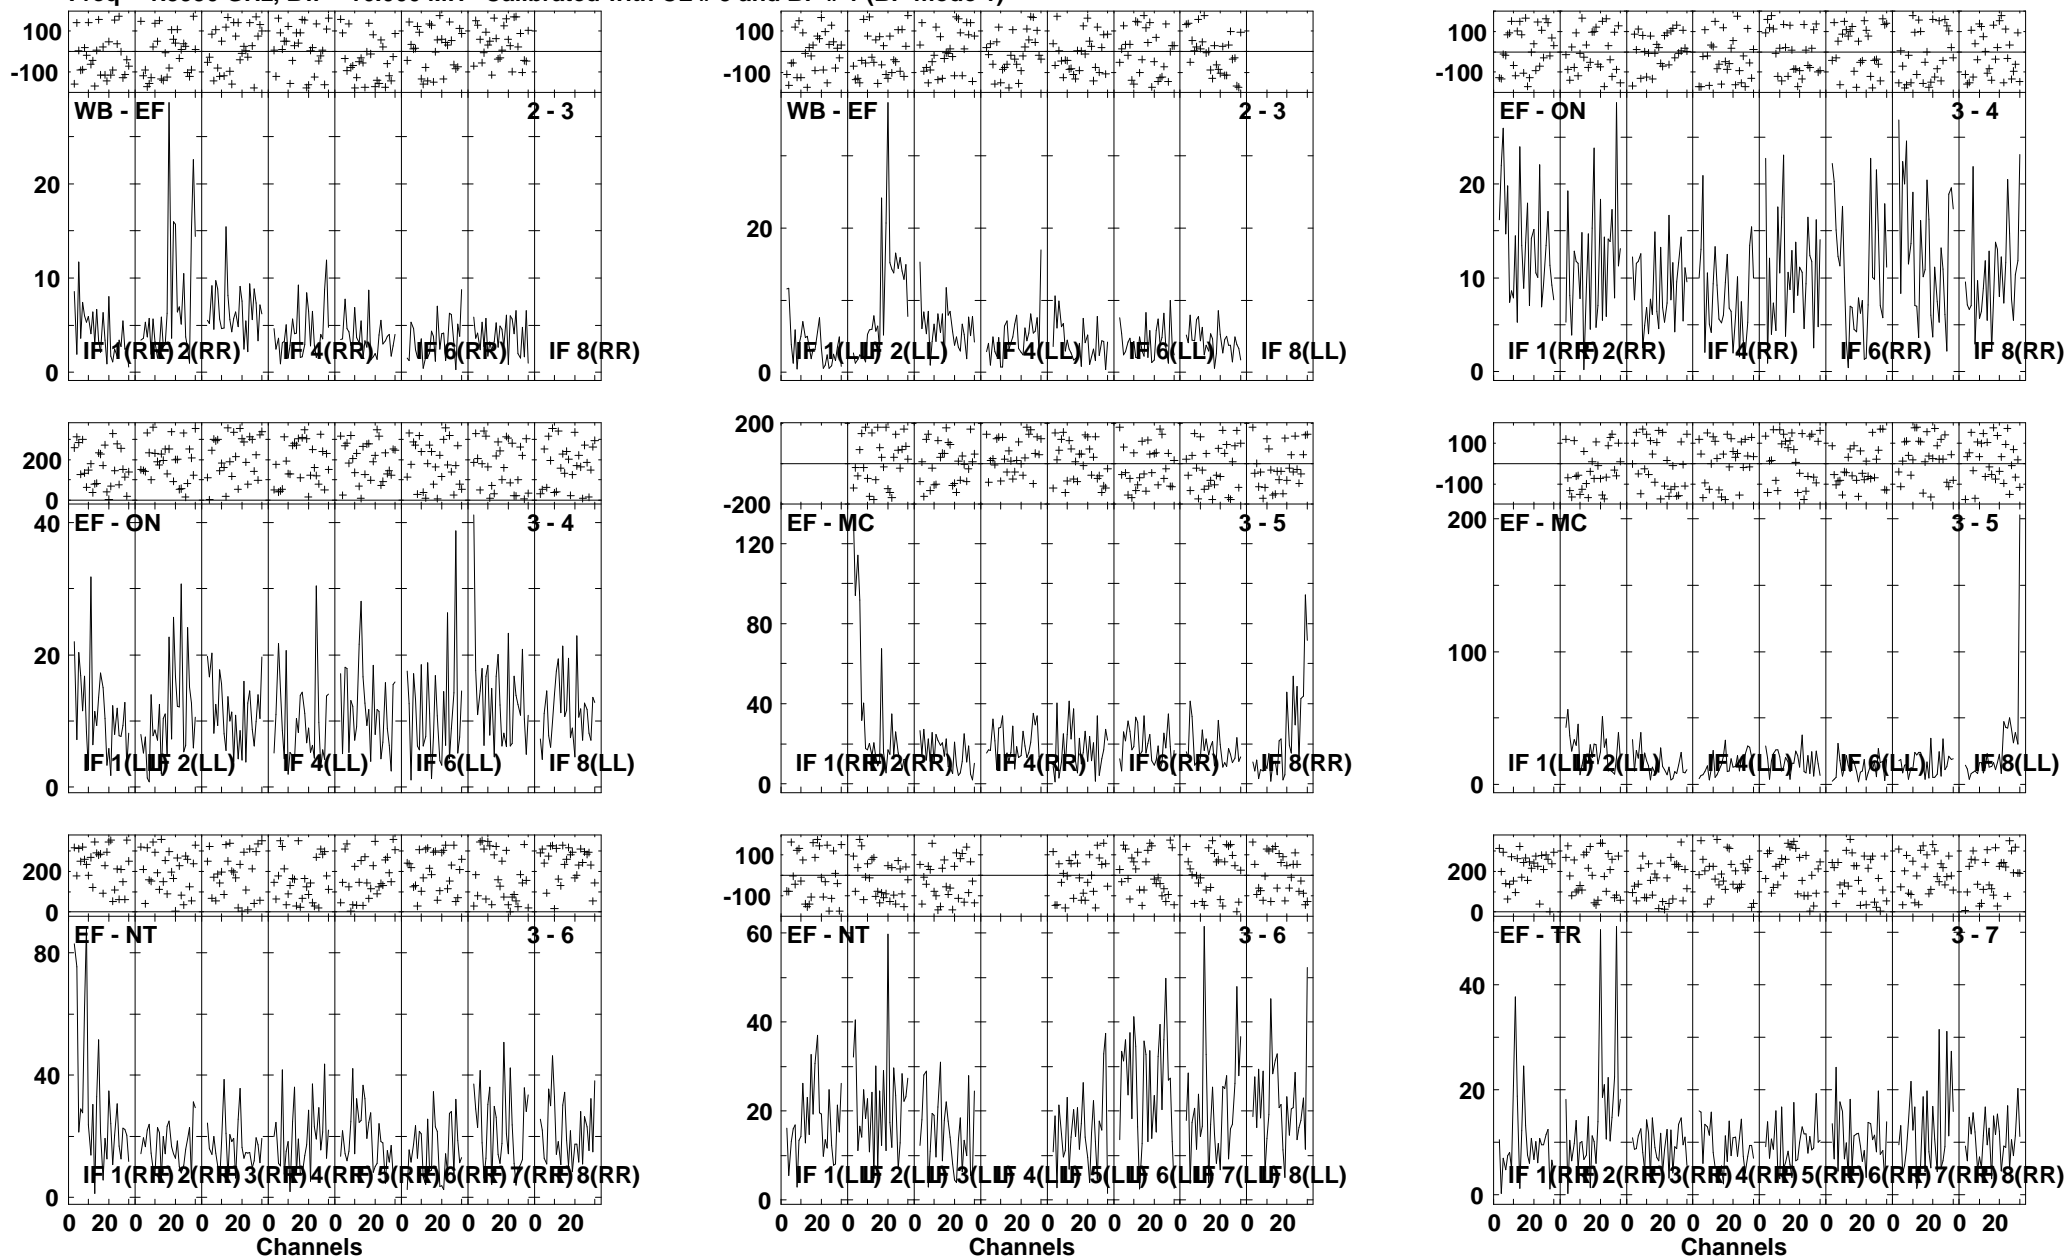 100
-100
WB - EF 2 - 3
20
10
0
IF 1(RR) IF 2(RR) IF 4(RR) IF 6(RR) IF 8(RR)
100
-100
WB - EF 2 - 3
20
0
IF 1(LL) IF 2(LL) IF 4(LL) IF 6(LL) IF 8(LL)
100
-100
EF - ON 3 - 4
20
10
0
IF 1(RR) IF 2(RR) IF 4(RR) IF 6(RR) IF 8(RR)
200
0
EF - ON 3 - 4
40
20
0
IF 1(LL) IF 2(LL) IF 4(LL) IF 6(LL) IF 8(LL)
200
-200
EF - MC 3 - 5
120
80
40
0
IF 1(RR) IF 2(RR) IF 4(RR) IF 6(RR) IF 8(RR)
100
-100
EF - MC 3 - 5
200
100
0
IF 1(LL) IF 2(LL) IF 4(LL) IF 6(LL) IF 8(LL)
200
0
EF - NT 3 - 6
80
40
0
IF 1(RR) IF 2(RR) IF 3(RR) IF 4(RR) IF 5(RR) IF 6(RR) IF 7(RR) IF 8(RR)
0 20 0 20 0 20 0 20 0 20 0 20 0 20 0 20
Channels
100
-100
EF - NT 3 - 6
60
40
20
0
IF 1(LL) IF 2(LL) IF 3(LL) IF 4(LL) IF 5(LL) IF 6(LL) IF 7(LL) IF 8(LL)
0 20 0 20 0 20 0 20 0 20 0 20 0 20 0 20
Channels
200
0
EF - TR 3 - 7
40
20
0
IF 1(RR) IF 2(RR) IF 3(RR) IF 4(RR) IF 5(RR) IF 6(RR) IF 7(RR) IF 8(RR)
0 20 0 20 0 20 0 20 0 20 0 20 0 20 0 20
Channels